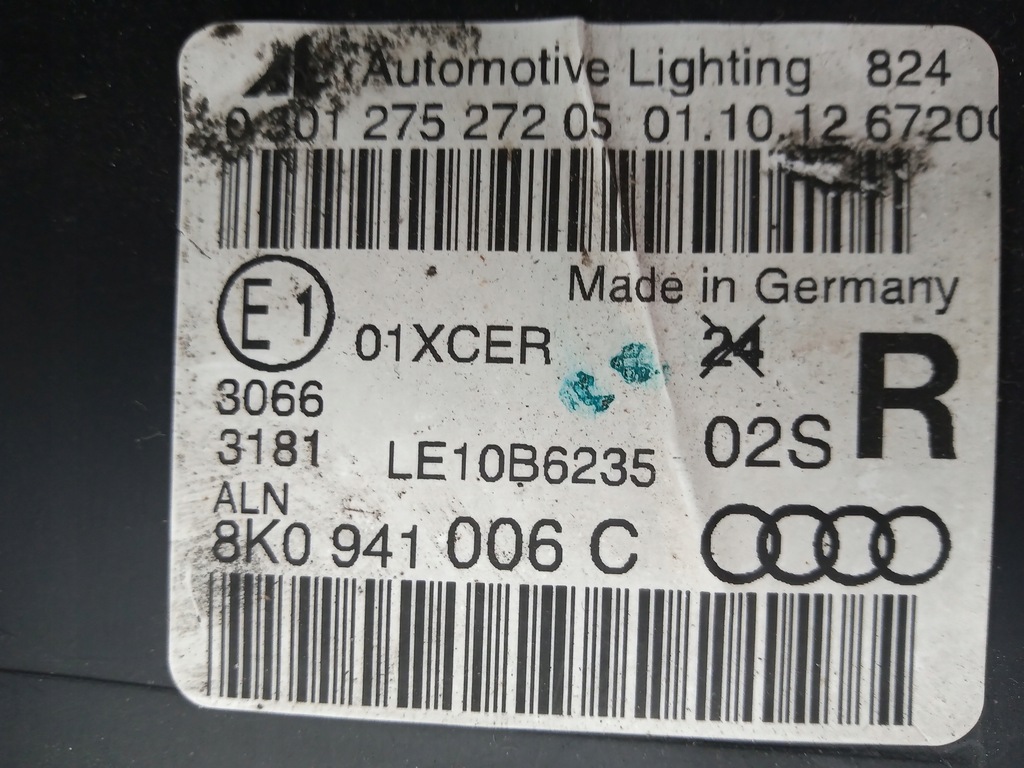 Automotive Lighting 824
0 301 275 272 05 01.10.12 67200
Made in Germany
E1 01XCER 24
R
3066
3181 LE10B6235 02S
ALN
8K0 941 006 C